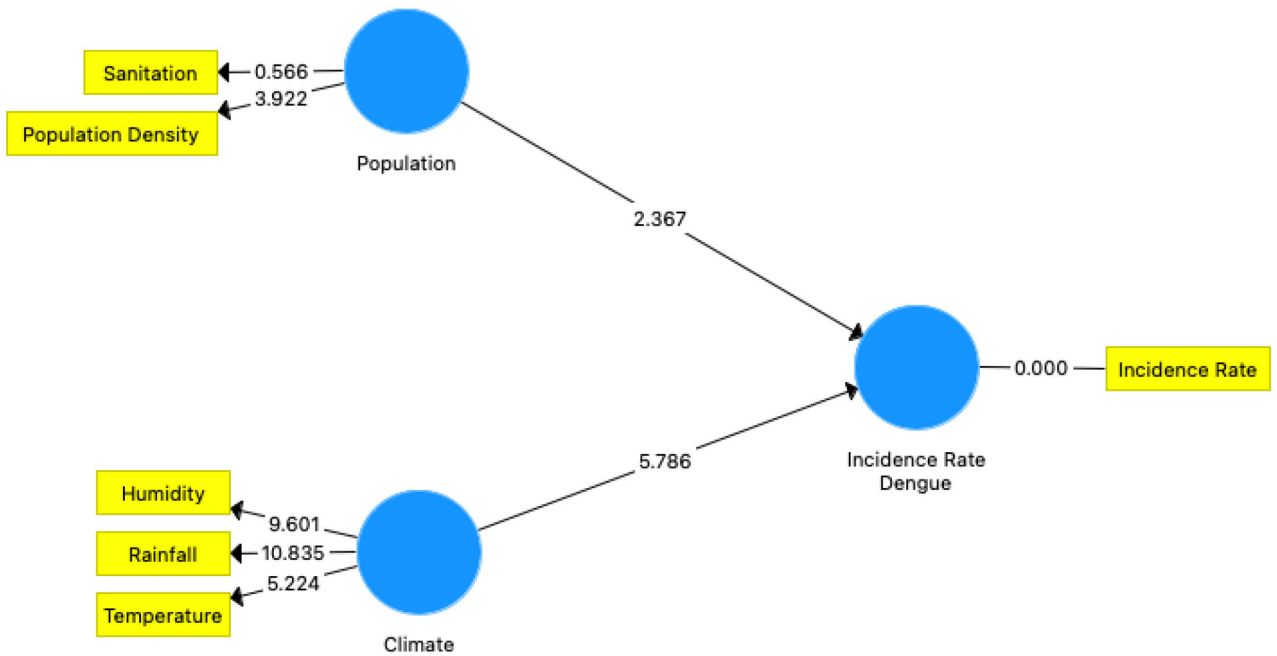 Sanitation
0.566
3.922
Population Density
Population
2.367
0.000
Incidence Rate
Incidence Rate
Dengue
5.786
Humidity
9.601
Rainfall
10.835
5.224
Temperature
Climate